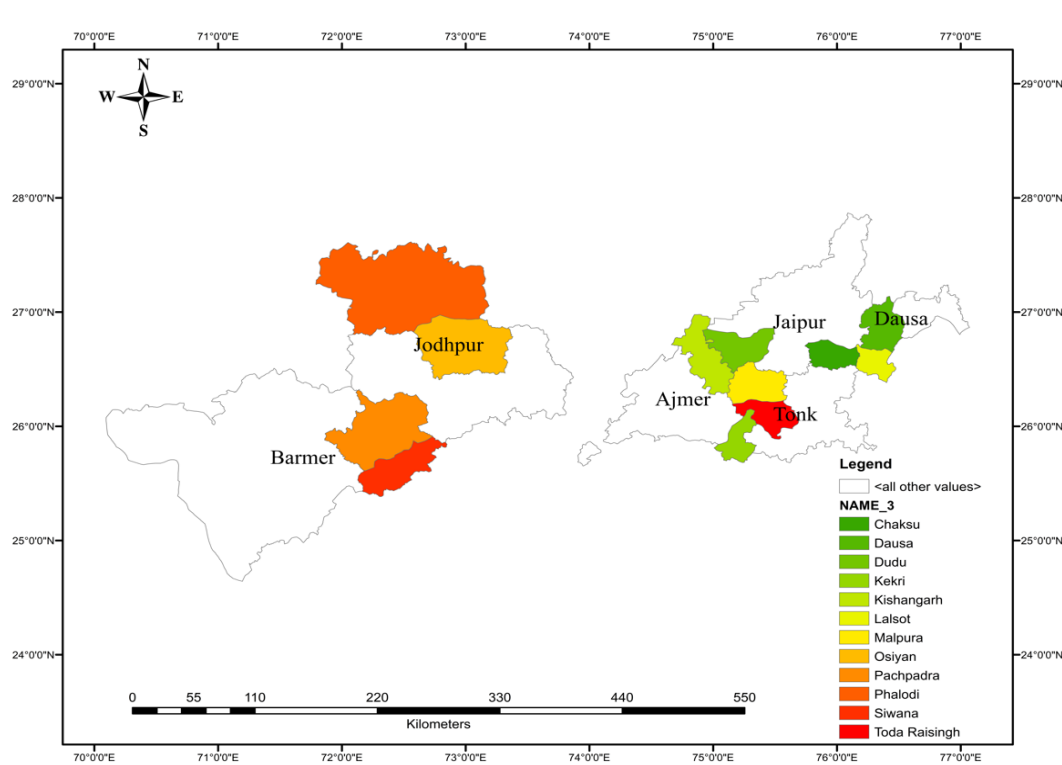 70°0'0"E 71°0'0"E 72°0'0"E 73°0'0"E 74°0'0"E 75°0'0"E 76°0'0"E 77°0'0"E
N
W E
S
29°0'0"N 29°0'0"N
28°0'0"N 28°0'0"N
27°0'0"N 27°0'0"N
Jaipur Dausa
Jodhpur
Ajmer
Tonk
26°0'0"N 26°0'0"N
Barmer
Legend
<all other values>
NAME_3
Chaksu
25°0'0"N 25°0'0"N
Dausa
Dudu
Kekri
Kishangarh
Lalsot
Malpura
24°0'0"N 24°0'0"N
Osiyan
Pachpadra
Phalodi
Siwana
Toda Raisingh
0 55 110 220 330 440 550
Kilometers
70°0'0"E 71°0'0"E 72°0'0"E 73°0'0"E 74°0'0"E 75°0'0"E 76°0'0"E 77°0'0"E